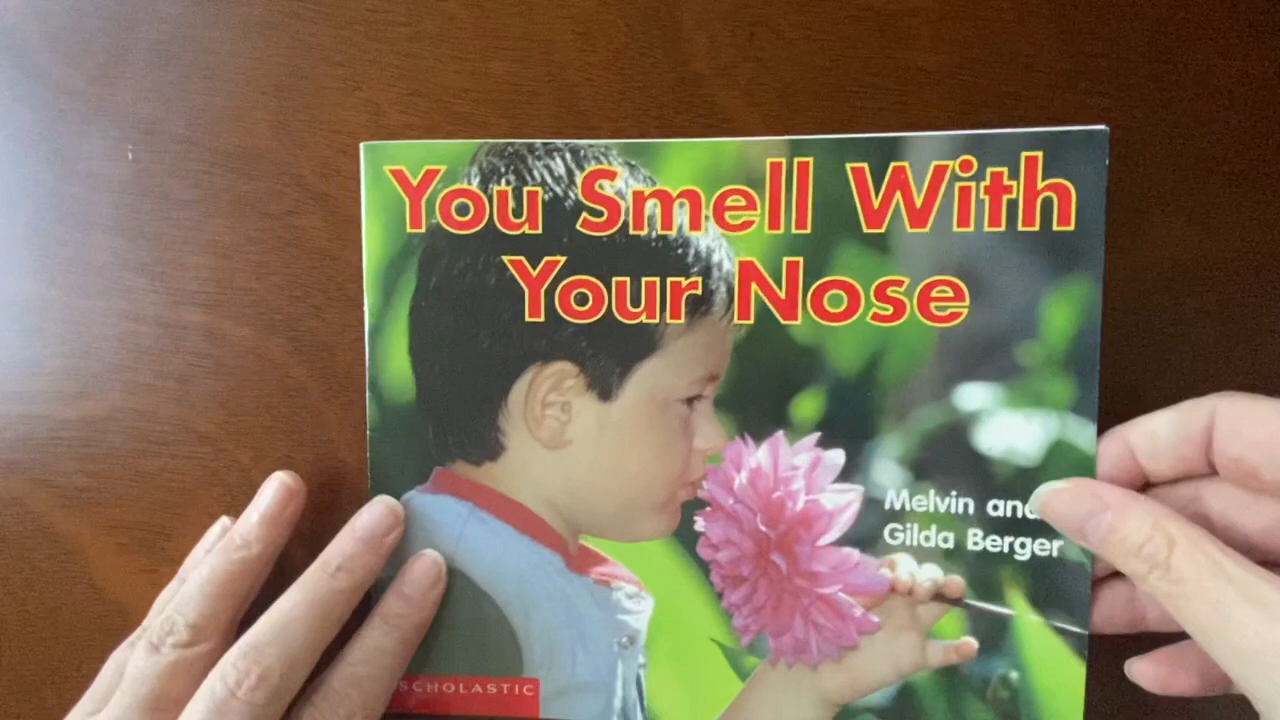 You Smell With
Your Nose
Melvin and
Gilda Berger
SCHOLASTIC